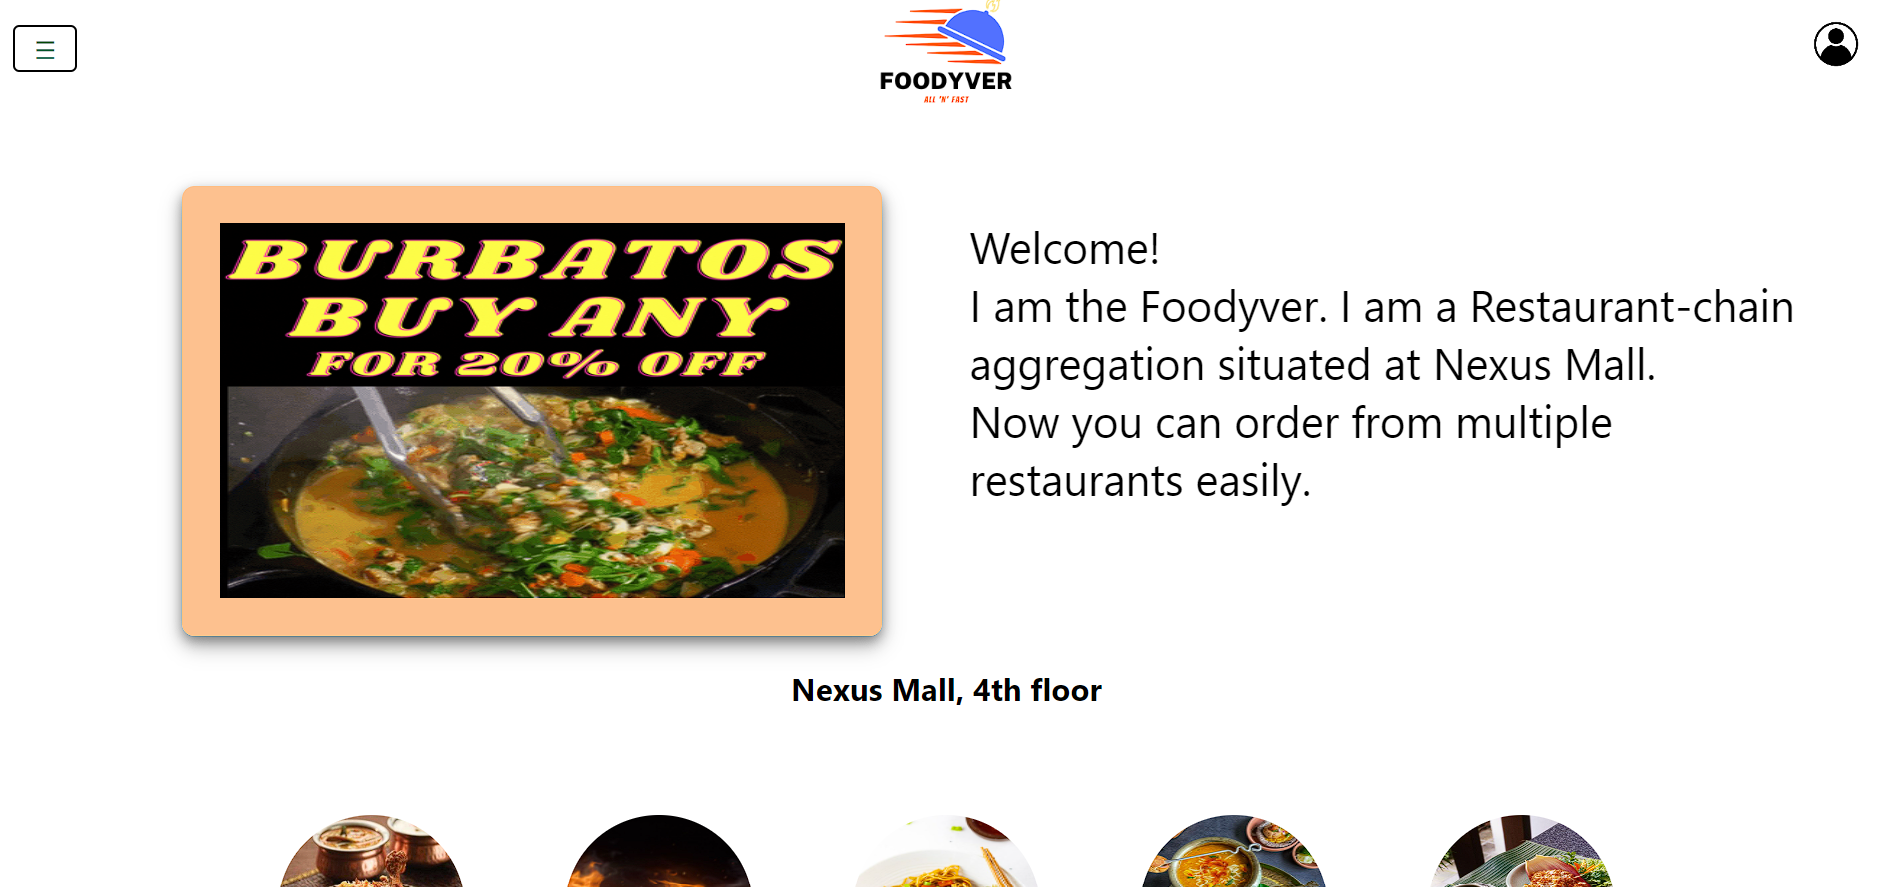 FOODYVER
ALL 'N' FAST
BURBATOS
BUY ANY
FOR 20% OFF
Welcome!
I am the Foodyver. I am a Restaurant-chain
aggregation situated at Nexus Mall.
Now you can order from multiple
restaurants easily.
Nexus Mall, 4th floor